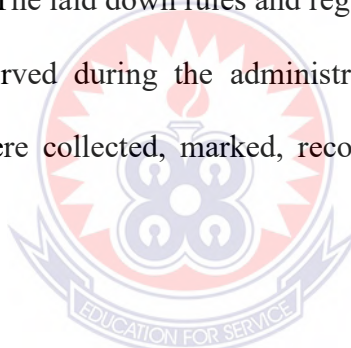 The laid down rules and reg
rved during the administr
ere collected, marked, reco
EDUCATION FOR SERVICE